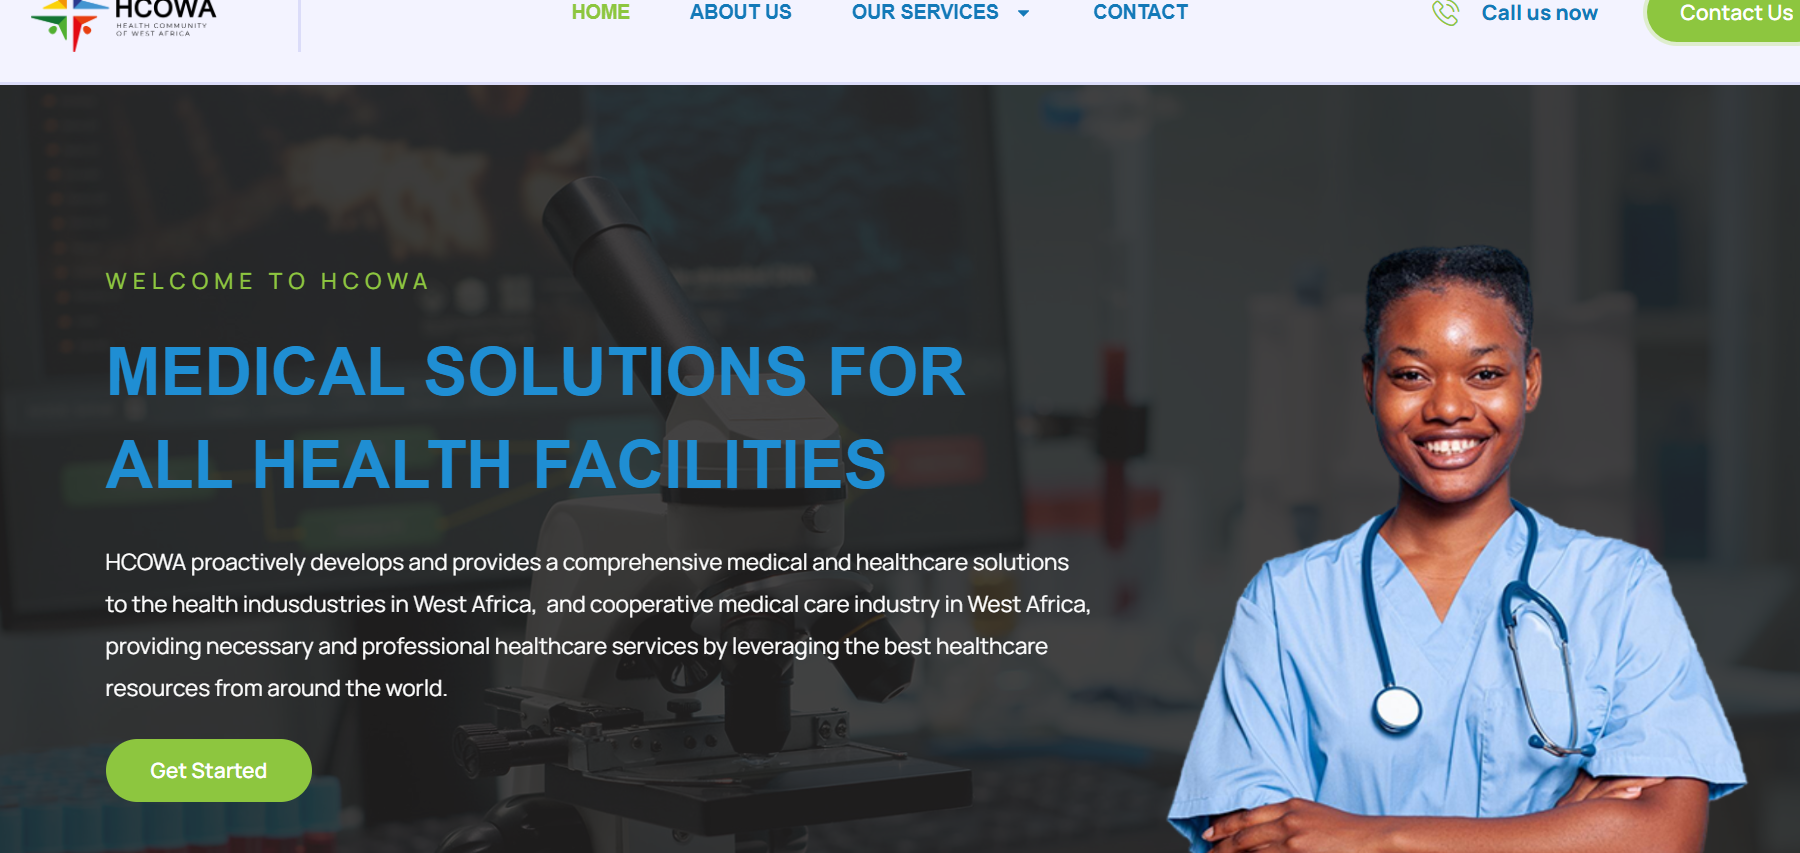 HCOWA
HEALTH COMMUNITY
OF WEST AFRICA
HOME
ABOUT US
OUR SERVICES
CONTACT
Call us now
Contact Us
WELCOME TO HCOWA
MEDICAL SOLUTIONS FOR
ALL HEALTH FACILITIES
HCOWA proactively develops and provides a comprehensive medical and healthcare solutions
to the health indusdustries in West Africa, and cooperative medical care industry in West Africa,
providing necessary and professional healthcare services by leveraging the best healthcare
resources from around the world.
Get Started